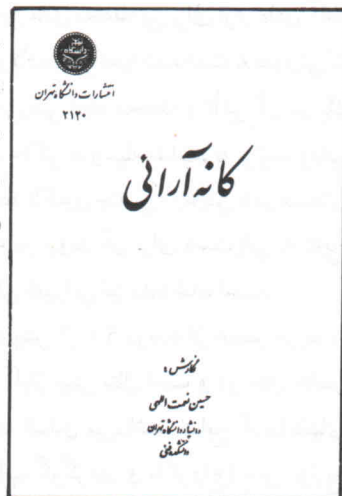 انتشارات دانشگاه تهران
۲۱۲۰
کانه آرائی
نگارش:
حسین نعمت اللهی
دانشیار دانشگاه تهران
دانشکده فنی